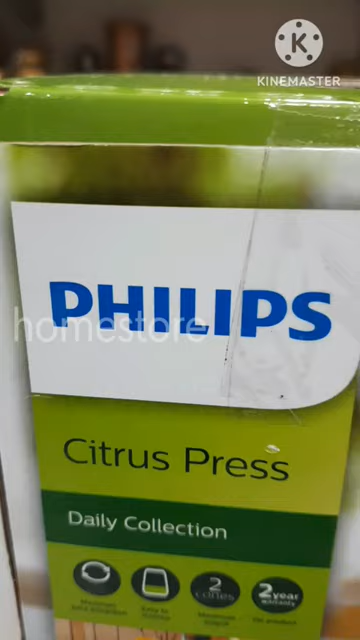 KINEMASTER
PHILIPS
homestore
Citrus Press
Daily Collection
2 cones
2 year
warranty